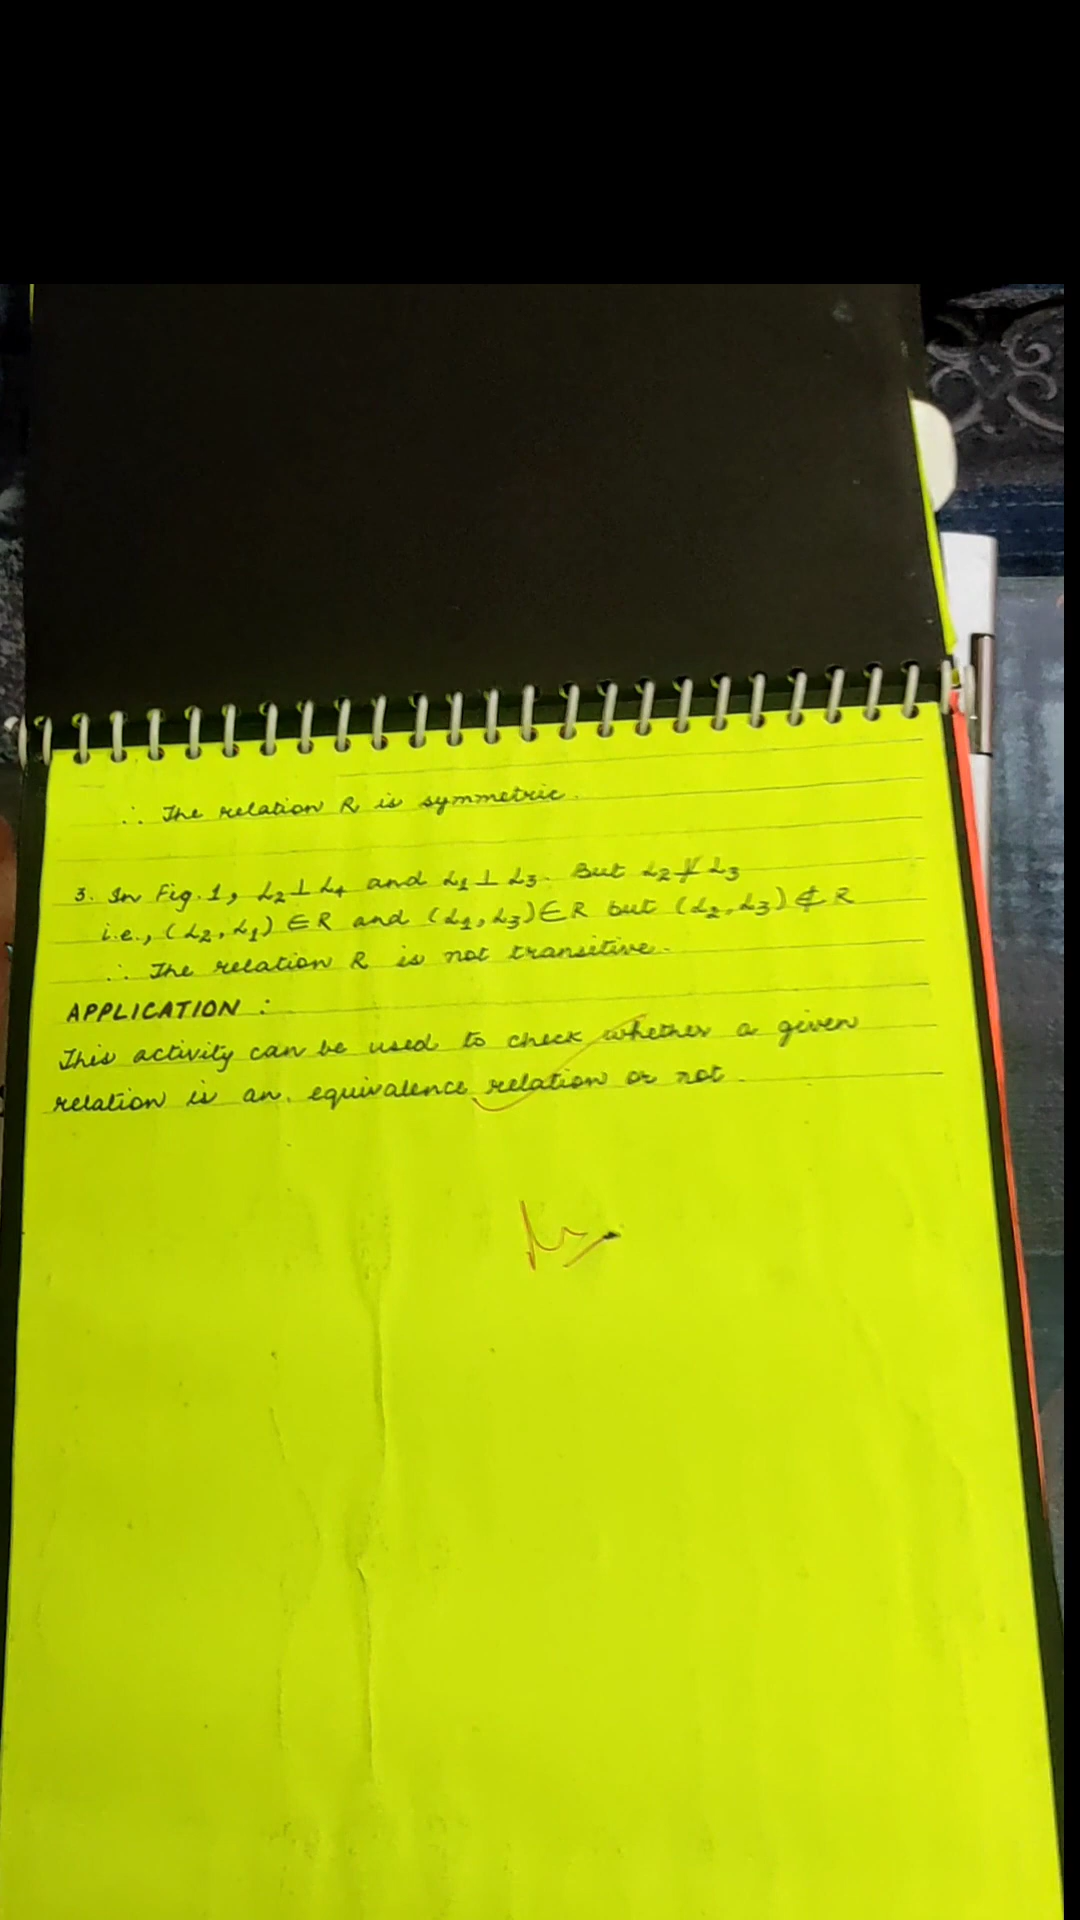 ∴ The relation R is symmetric.
3. In Fig. 1, L₂ ⊥ L₁ and L₁ ⊥ L₃. But L₂ ∦ L₃
i.e., (L₂, L₁) ∈ R and (L₁, L₃) ∈ R but (L₂, L₃) ∉ R
∴ The relation R is not transitive.
APPLICATION :
This activity can be used to check whether a given
relation is an equivalence relation or not.